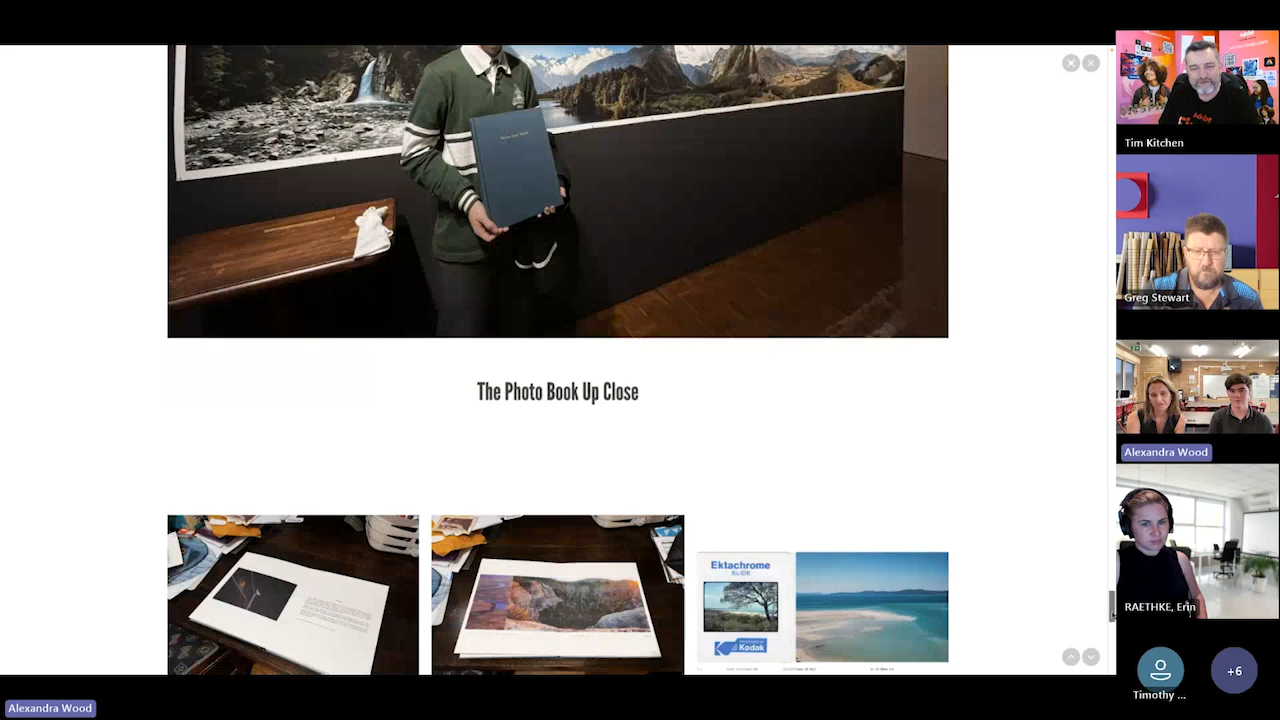 The Photo Book Up Close
Ektachrome
SLIDE
Kodak
Adobe
Tim Kitchen
Greg Stewart
Alexandra Wood
RAETHKE, Erin
Timothy ...
+6
Alexandra Wood